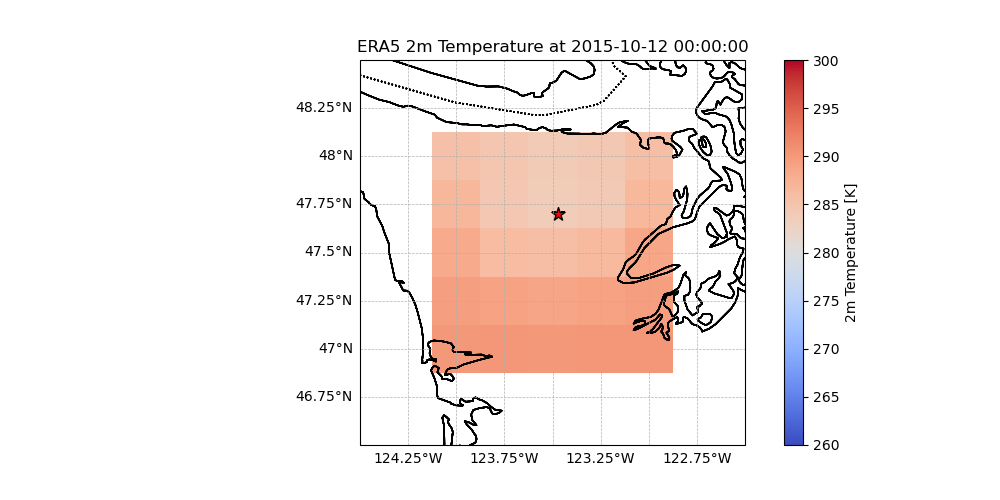 ERA5 2m Temperature at 2015-10-12 00:00:00
48.25°N
48°N
47.75°N
47.5°N
47.25°N
47°N
46.75°N
124.25°W 123.75°W 123.25°W 122.75°W
300
295
290
285
280
275
270
265
260
2m Temperature [K]